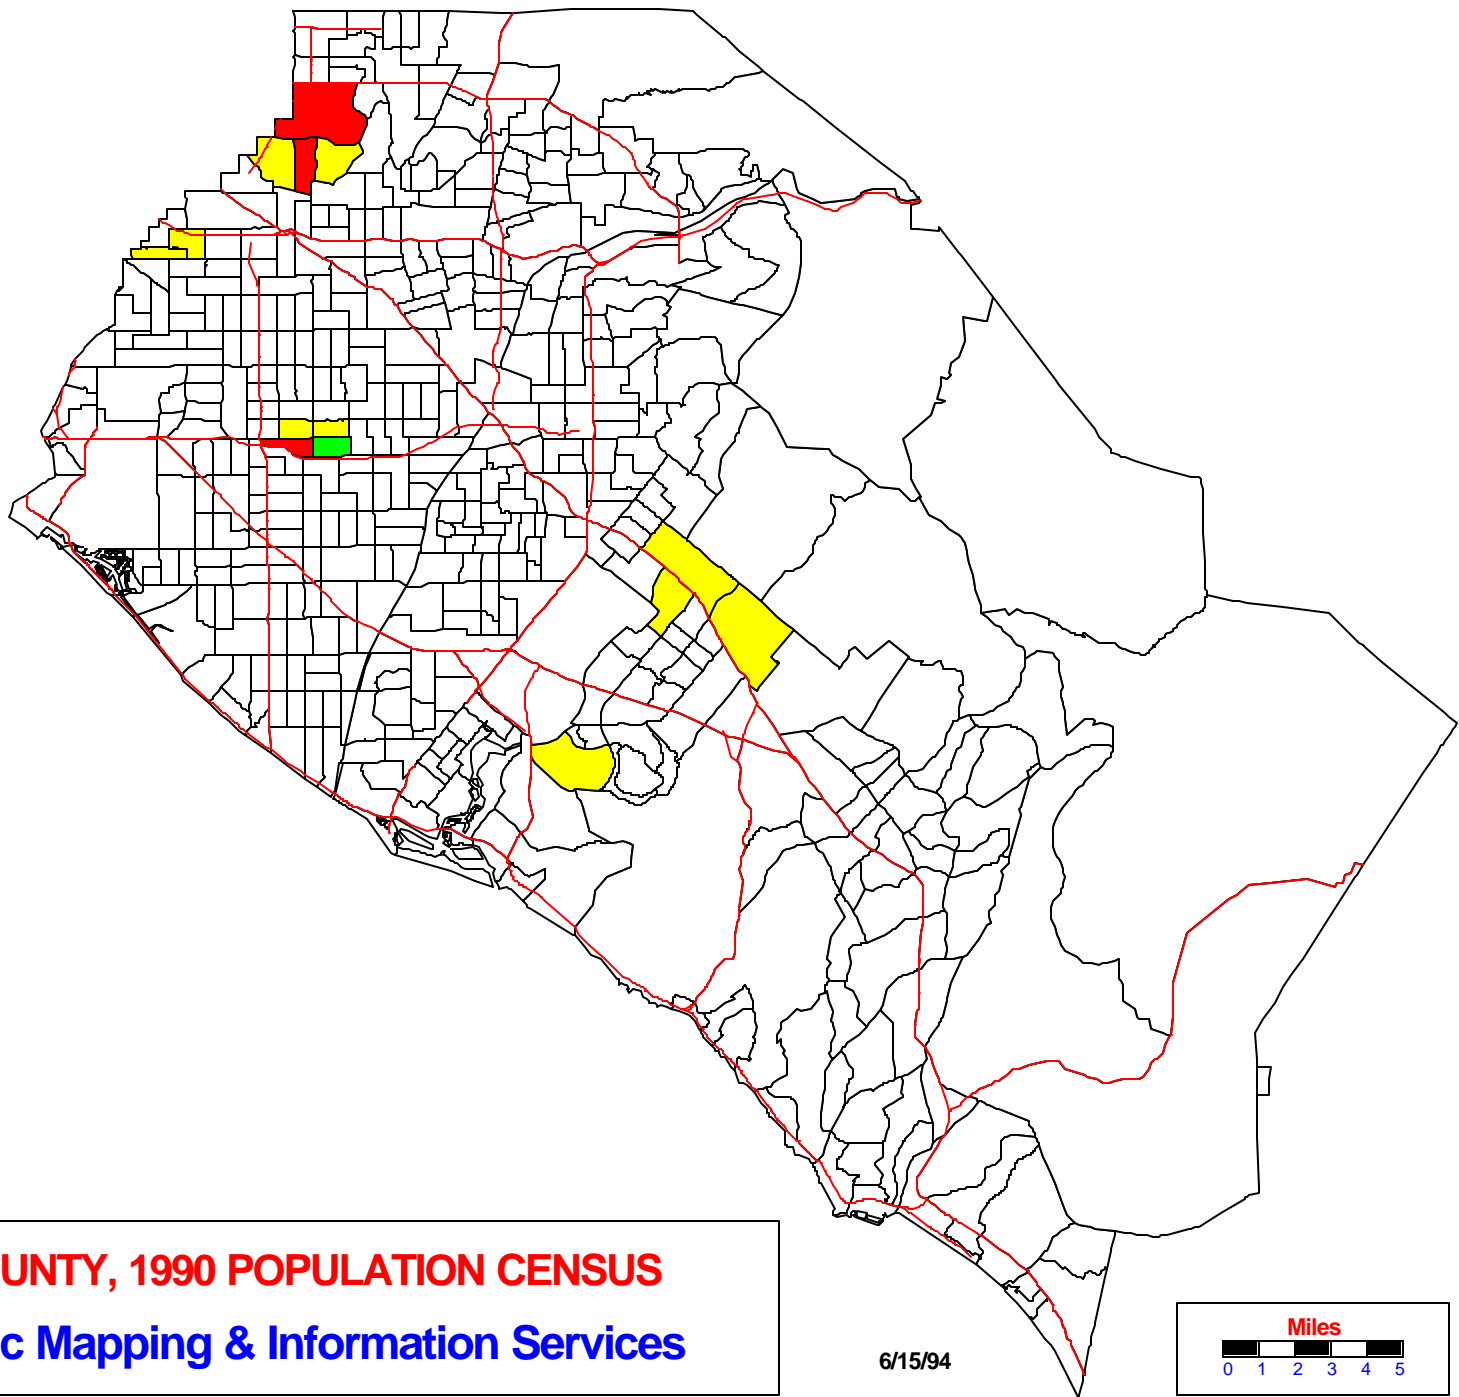 UNTY, 1990 POPULATION CENSUS
c Mapping & Information Services
6/15/94
Miles
0 1 2 3 4 5